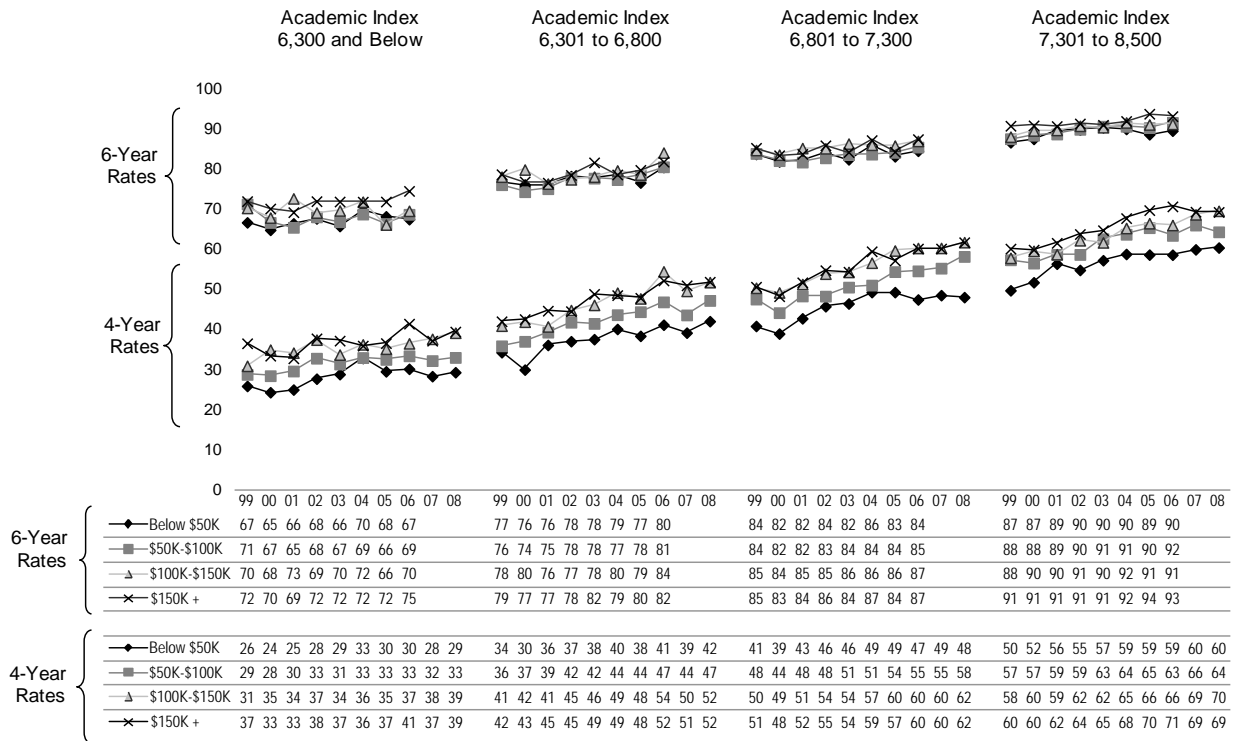 Academic Index 6,300 and Below
Academic Index 6,301 to 6,800
Academic Index 6,801 to 7,300
Academic Index 7,301 to 8,500
100
90
80
70
60
50
40
30
20
10
0
6-Year Rates
4-Year Rates
99 00 01 02 03 04 05 06 07 08 99 00 01 02 03 04 05 06 07 08 99 00 01 02 03 04 05 06 07 08 99 00 01 02 03 04 05 06 07 08
6-Year Rates
Below $50K 67 65 66 68 66 70 68 67 77 76 76 78 78 79 77 80 84 82 82 84 82 86 83 84 87 87 89 90 90 90 89 90
$50K-$100K 71 67 65 68 67 69 66 69 76 74 75 78 78 77 78 81 84 82 82 83 84 84 84 85 88 88 89 90 91 91 90 92
$100K-$150K 70 68 73 69 70 72 66 70 78 80 76 77 78 80 79 84 85 84 85 85 86 86 86 87 88 90 90 91 90 92 91 91
$150K + 72 70 69 72 72 72 72 75 79 77 77 78 82 79 80 82 85 83 84 86 84 87 84 87 91 91 91 91 91 92 94 93
4-Year Rates
Below $50K 26 24 25 28 29 33 30 30 28 29 34 30 36 37 38 40 38 41 39 42 41 39 43 46 46 49 49 47 49 48 50 52 56 55 57 59 59 59 60 60
$50K-$100K 29 28 30 33 31 33 33 33 32 33 36 37 39 42 42 44 44 47 44 47 48 44 48 48 51 51 54 55 55 58 57 57 59 59 63 64 65 63 66 64
$100K-$150K 31 35 34 37 34 36 35 37 38 39 41 42 41 45 46 49 48 54 50 52 50 49 51 54 54 57 60 60 60 62 58 60 59 62 62 65 66 66 69 70
$150K + 37 33 33 38 37 36 37 41 37 39 42 43 45 45 49 49 48 52 51 52 51 48 52 55 54 59 57 60 60 62 60 60 62 64 65 68 70 71 69 69